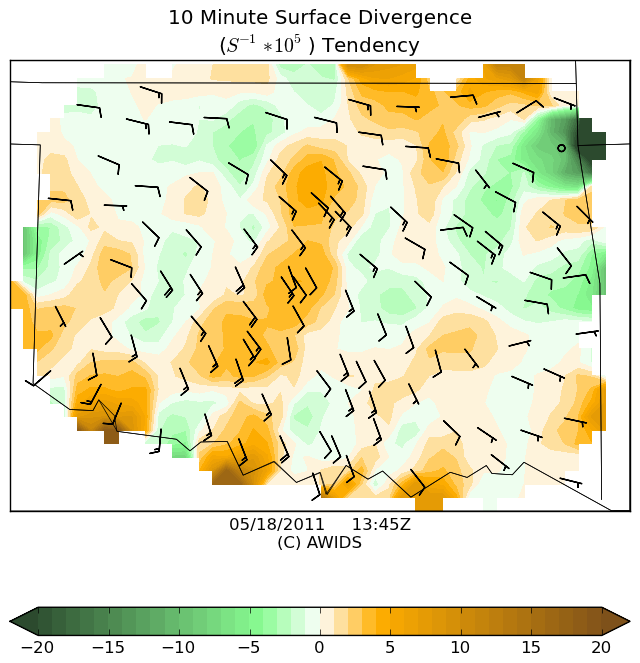 10 Minute Surface Divergence
(S⁻¹ * 10⁵ ) Tendency
05/18/2011 13:45Z
(C) AWIDS
−20 −15 −10 −5 0 5 10 15 20